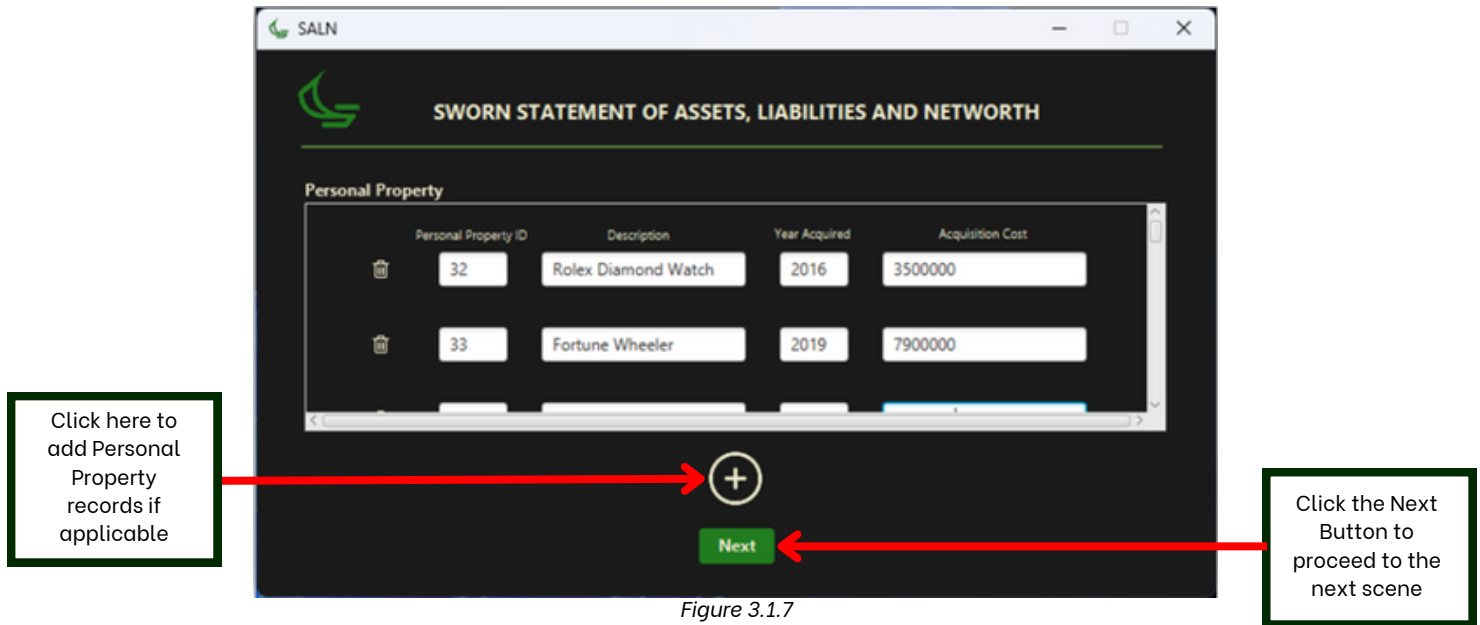 SALN
SWORN STATEMENT OF ASSETS, LIABILITIES AND NETWORTH
Personal Property
Personal Property ID Description Year Acquired Acquisition Cost
32 Rolex Diamond Watch 2016 3500000
33 Fortune Wheeler 2019 7900000
Click here to
add Personal
Property
records if
applicable
Next
Click the Next
Button to
proceed to the
next scene
Figure 3.1.7